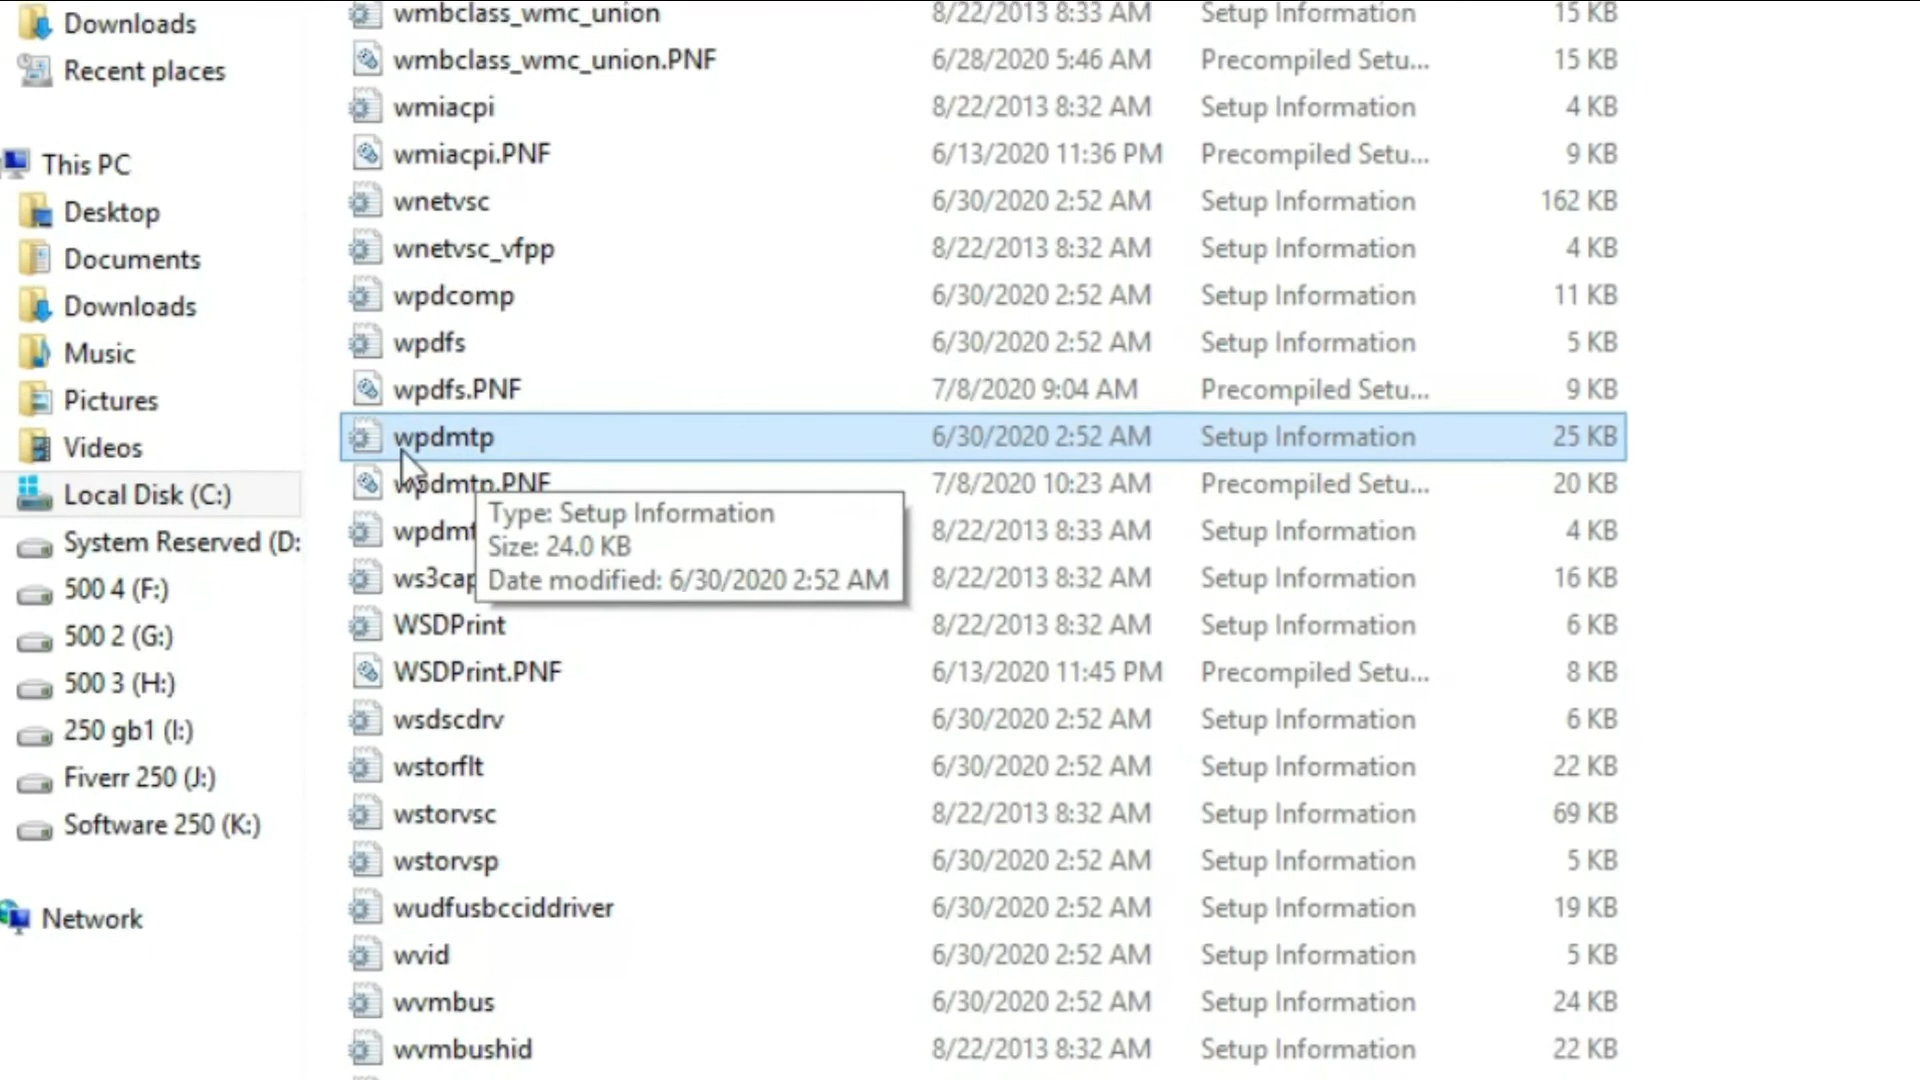 Downloads
Recent places
This PC
Desktop
Documents
Downloads
Music
Pictures
Videos
Local Disk (C:)
System Reserved (D:
500 4 (F:)
500 2 (G:)
500 3 (H:)
250 gb1 (I:)
Fiverr 250 (J:)
Software 250 (K:)
Network
wmbclass_wmc_union 8/22/2013 8:33 AM Setup Information 15 KB
wmbclass_wmc_union.PNF 6/28/2020 5:46 AM Precompiled Setu... 15 KB
wmiacpi 8/22/2013 8:32 AM Setup Information 4 KB
wmiacpi.PNF 6/13/2020 11:36 PM Precompiled Setu... 9 KB
wnetvsc 6/30/2020 2:52 AM Setup Information 162 KB
wnetvsc_vfpp 8/22/2013 8:32 AM Setup Information 4 KB
wpdcomp 6/30/2020 2:52 AM Setup Information 11 KB
wpdfs 6/30/2020 2:52 AM Setup Information 5 KB
wpdfs.PNF 7/8/2020 9:04 AM Precompiled Setu... 9 KB
wpdmtp 6/30/2020 2:52 AM Setup Information 25 KB
wpdmtp.PNF 7/8/2020 10:23 AM Precompiled Setu... 20 KB
wpdmt 8/22/2013 8:33 AM Setup Information 4 KB
ws3cap 8/22/2013 8:32 AM Setup Information 16 KB
Type: Setup Information
Size: 24.0 KB
Date modified: 6/30/2020 2:52 AM
WSDPrint 8/22/2013 8:32 AM Setup Information 6 KB
WSDPrint.PNF 6/13/2020 11:45 PM Precompiled Setu... 8 KB
wsdscdrv 6/30/2020 2:52 AM Setup Information 6 KB
wstorflt 6/30/2020 2:52 AM Setup Information 22 KB
wstorvsc 8/22/2013 8:32 AM Setup Information 69 KB
wstorvsp 6/30/2020 2:52 AM Setup Information 5 KB
wudfusbcciddriver 6/30/2020 2:52 AM Setup Information 19 KB
wvid 6/30/2020 2:52 AM Setup Information 5 KB
wvmbus 6/30/2020 2:52 AM Setup Information 24 KB
wvmbushid 8/22/2013 8:32 AM Setup Information 22 KB